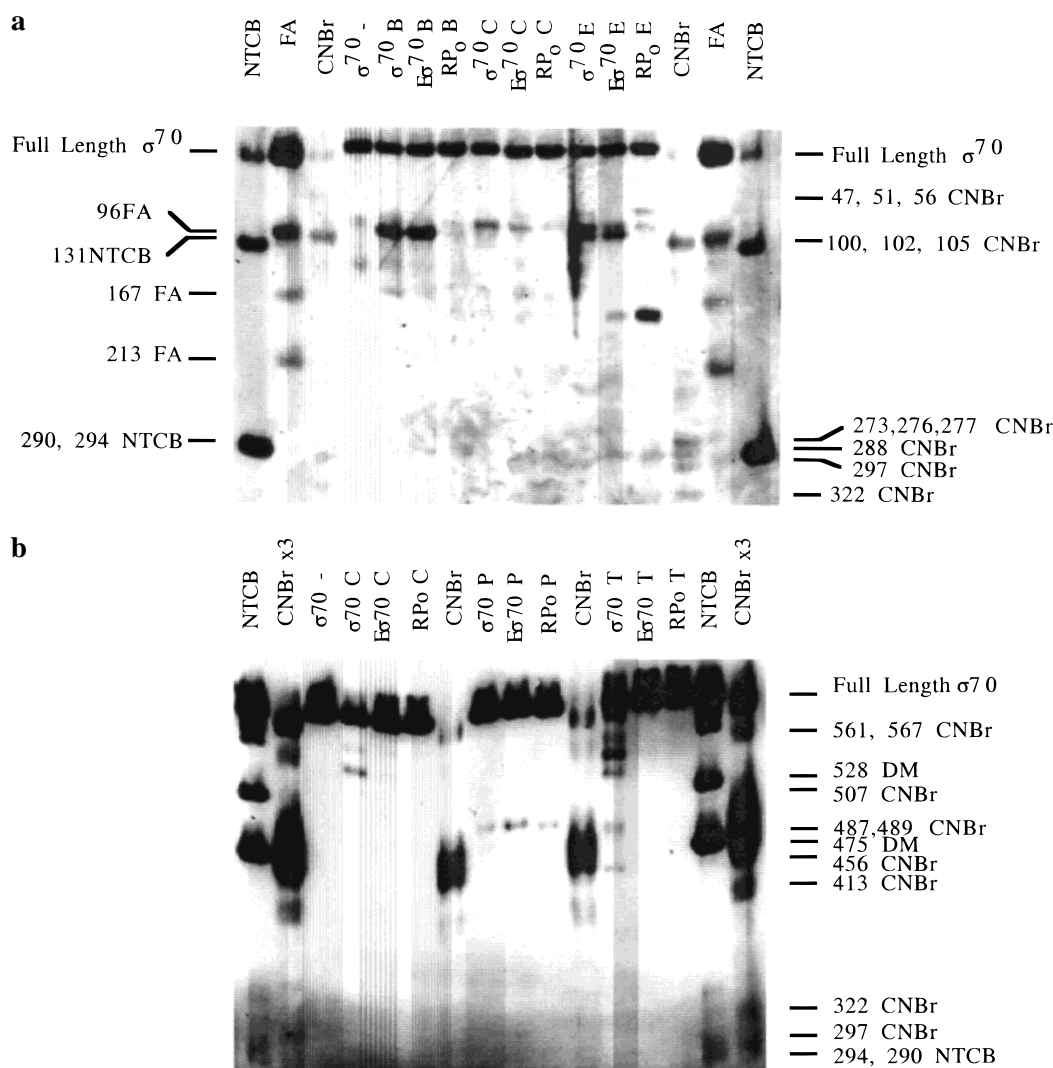 a
NTCB
FA
CNBr
σ70 -
σ70 B
Eσ70 B
RPo B
σ70 C
Eσ70 C
RPo C
σ70 E
Eσ70 E
RPo E
CNBr
FA
NTCB
Full Length σ70
96FA
131NTCB
167 FA
213 FA
290, 294 NTCB
Full Length σ70
47, 51, 56 CNBr
100, 102, 105 CNBr
273,276,277 CNBr
288 CNBr
297 CNBr
322 CNBr
b
NTCB
CNBr x3
σ70 -
σ70 C
Eσ70 C
RPo C
CNBr
σ70 P
Eσ70 P
RPo P
CNBr
σ70 T
Eσ70 T
RPo T
NTCB
CNBr x3
Full Length σ70
561, 567 CNBr
528 DM
507 CNBr
487,489 CNBr
475 DM
456 CNBr
413 CNBr
322 CNBr
297 CNBr
294, 290 NTCB